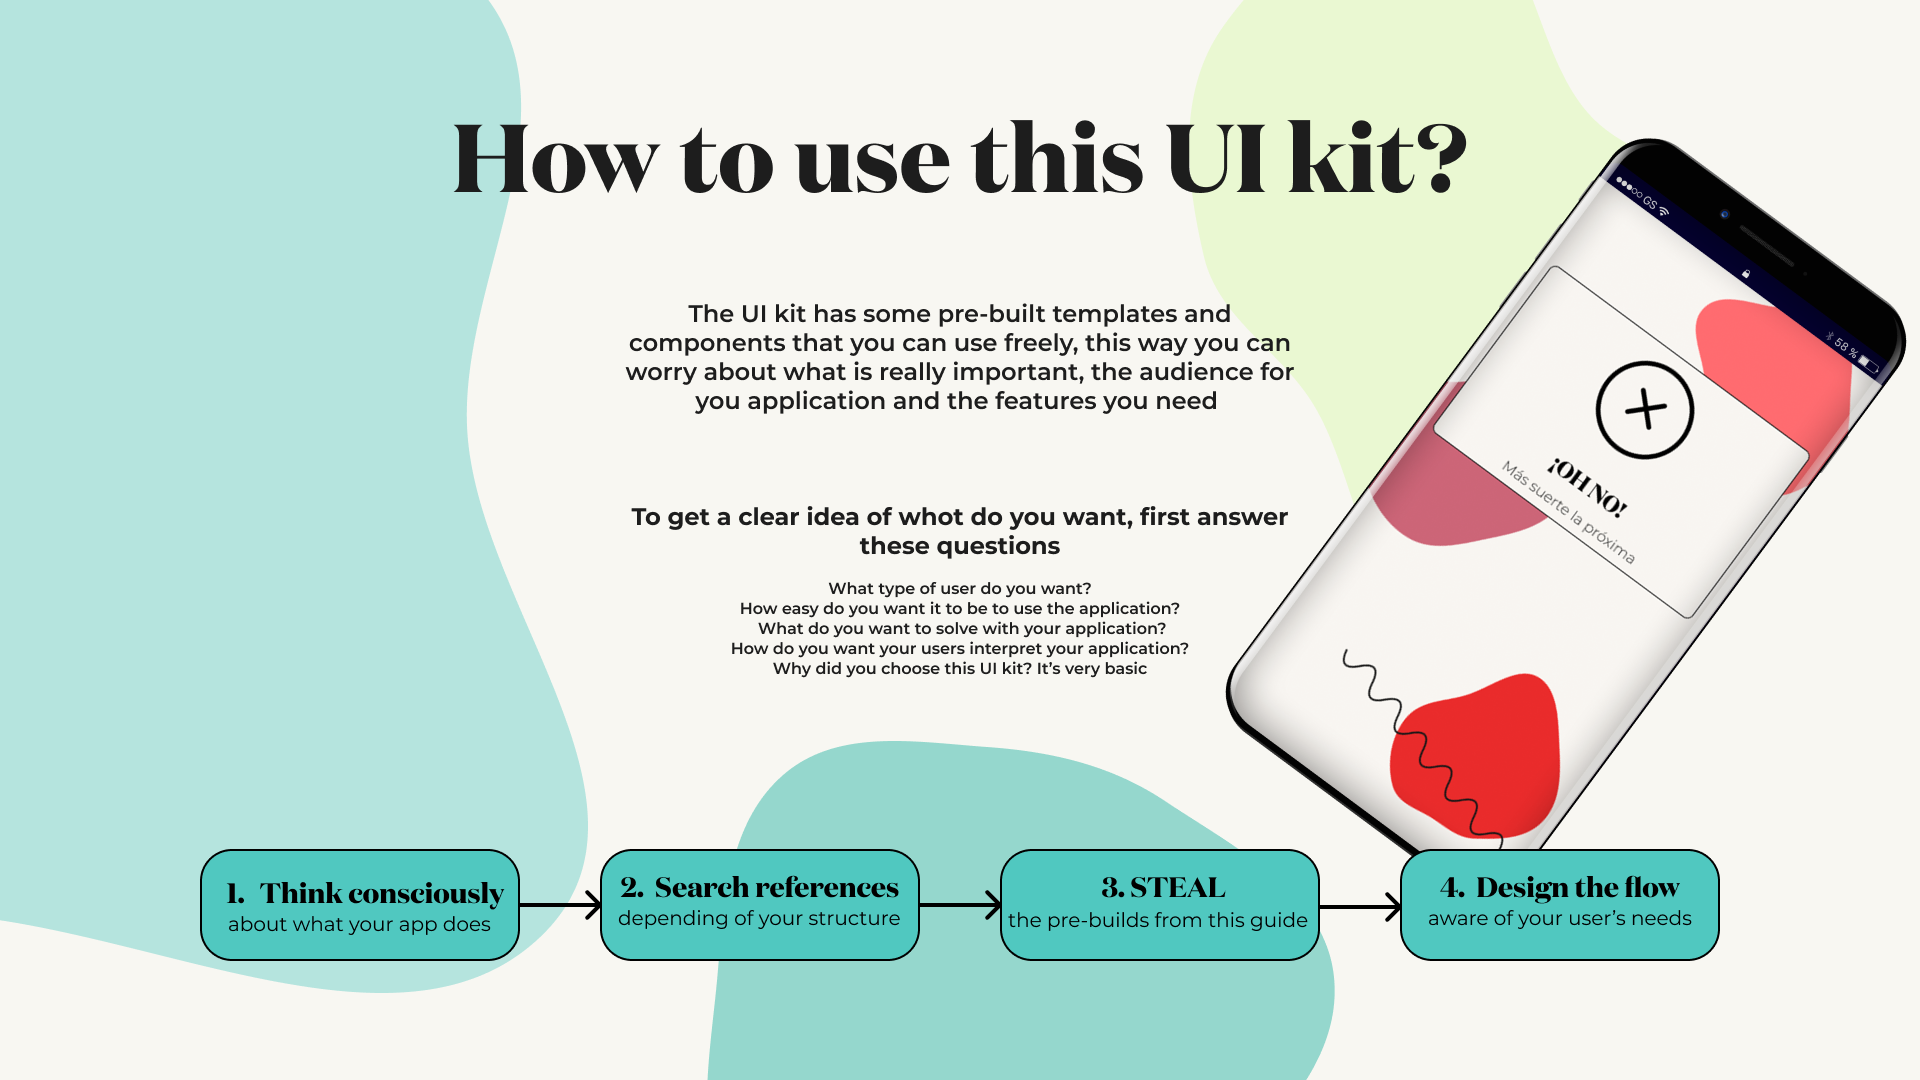 How to use this UI kit?
GS
58 %
The UI kit has some pre-built templates and
components that you can use freely, this way you can
worry about what is really important, the audience for
you application and the features you need
¡OH NO!
Más suerte la próxima
To get a clear idea of whot do you want, first answer
these questions
What type of user do you want?
How easy do you want it to be to use the application?
What do you want to solve with your application?
How do you want your users interpret your application?
Why did you choose this UI kit? It's very basic
1. Think consciously
about what your app does
2. Search references
depending of your structure
3. STEAL
the pre-builds from this guide
4. Design the flow
aware of your user's needs